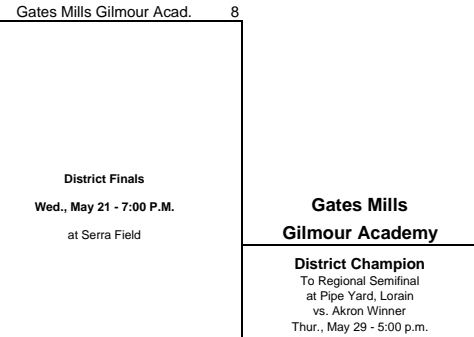 Gates Mills Gilmour Acad. 8
District Finals
Wed., May 21 - 7:00 P.M.
at Serra Field
Gates Mills
Gilmour Academy
District Champion
To Regional Semifinal
at Pipe Yard, Lorain
vs. Akron Winner
Thur., May 29 - 5:00 p.m.